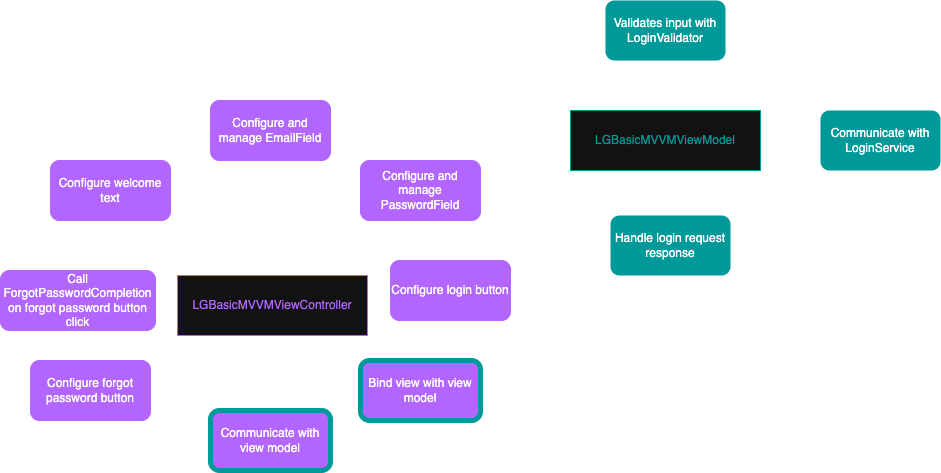 Validates input with
LoginValidator
Configure and
manage EmailField
LGBasicMVVMViewModel
Communicate with
LoginService
Configure welcome
text
Configure and
manage
PasswordField
Handle login request
response
Call
ForgotPasswordCompletion
on forgot password button
click
LGBasicMVVMViewController
Configure login button
Configure forgot
password button
Bind view with view
model
Communicate with
view model